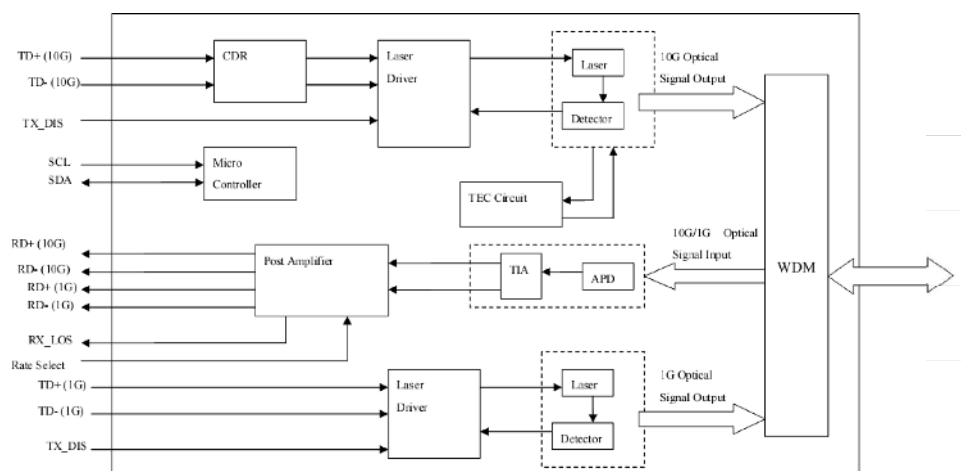 TD+ (10G)
CDR
Laser
Driver
Laser
10G Optical
Signal Output
TD- (10G)
Detector
TX_DIS
SCL
SDA
Micro
Controller
TEC Circuit
RD+ (10G)
RD- (10G)
RD+ (1G)
RD- (1G)
Post Amplifier
TIA
APD
10G/1G Optical
Signal Input
WDM
RX_LOS
Rate Select
TD+ (1G)
TD- (1G)
Laser
Driver
Laser
Detector
1G Optical
Signal Output
TX_DIS